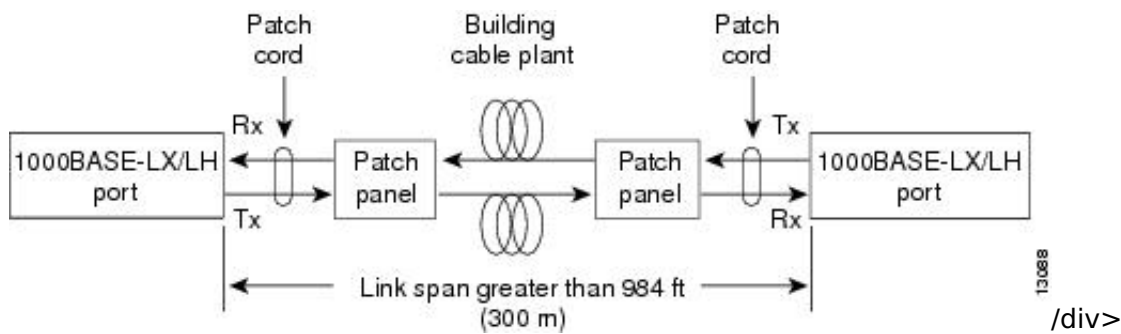 Patch
cord
Building
cable plant
Patch
cord
Rx
Tx
1000BASE-LX/LH
port
Patch
panel
Patch
panel
1000BASE-LX/LH
port
Tx
Rx
Link span greater than 984 ft
(300 m)
13088
/div>